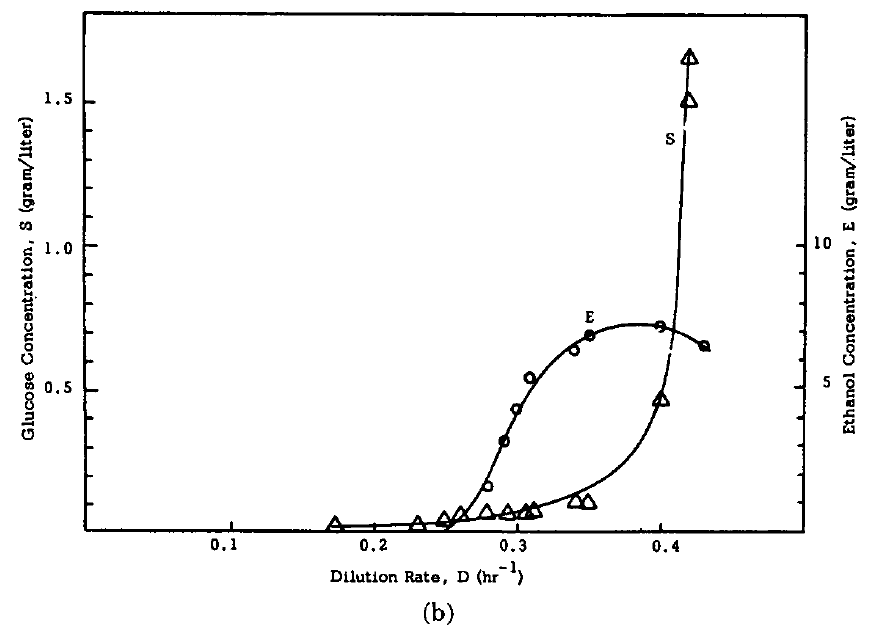 1.5
1.0
0.5
Glucose Concentration, S (gram/liter)
S
E
10
5
Ethanol Concentration, E (gram/liter)
0.1 0.2 0.3 0.4
Dilution Rate, D (hr⁻¹)
(b)